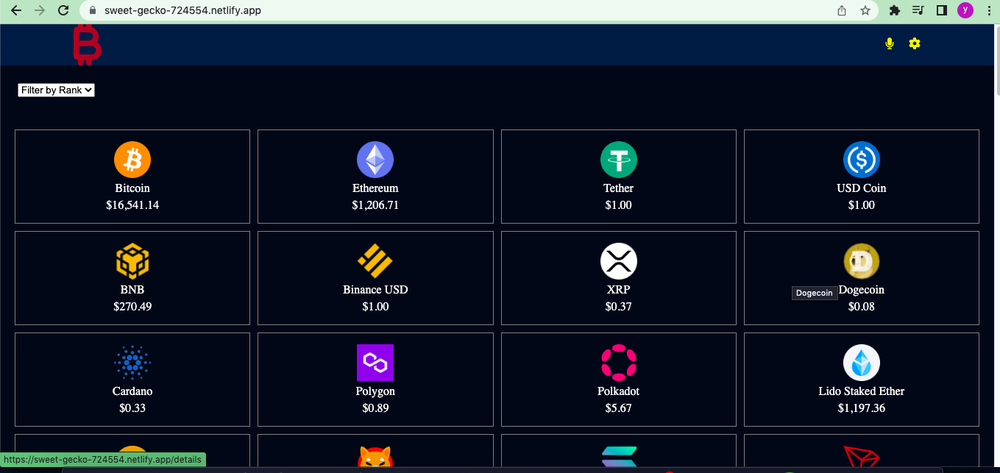 sweet-gecko-724554.netlify.app
y
Filter by Rank
Bitcoin
$16,541.14
Ethereum
$1,206.71
Tether
$1.00
USD Coin
$1.00
BNB
$270.49
Binance USD
$1.00
XRP
$0.37
Dogecoin
Dogecoin
$0.08
Cardano
$0.33
Polygon
$0.89
Polkadot
$5.67
Lido Staked Ether
$1,197.36
https://sweet-gecko-724554.netlify.app/details